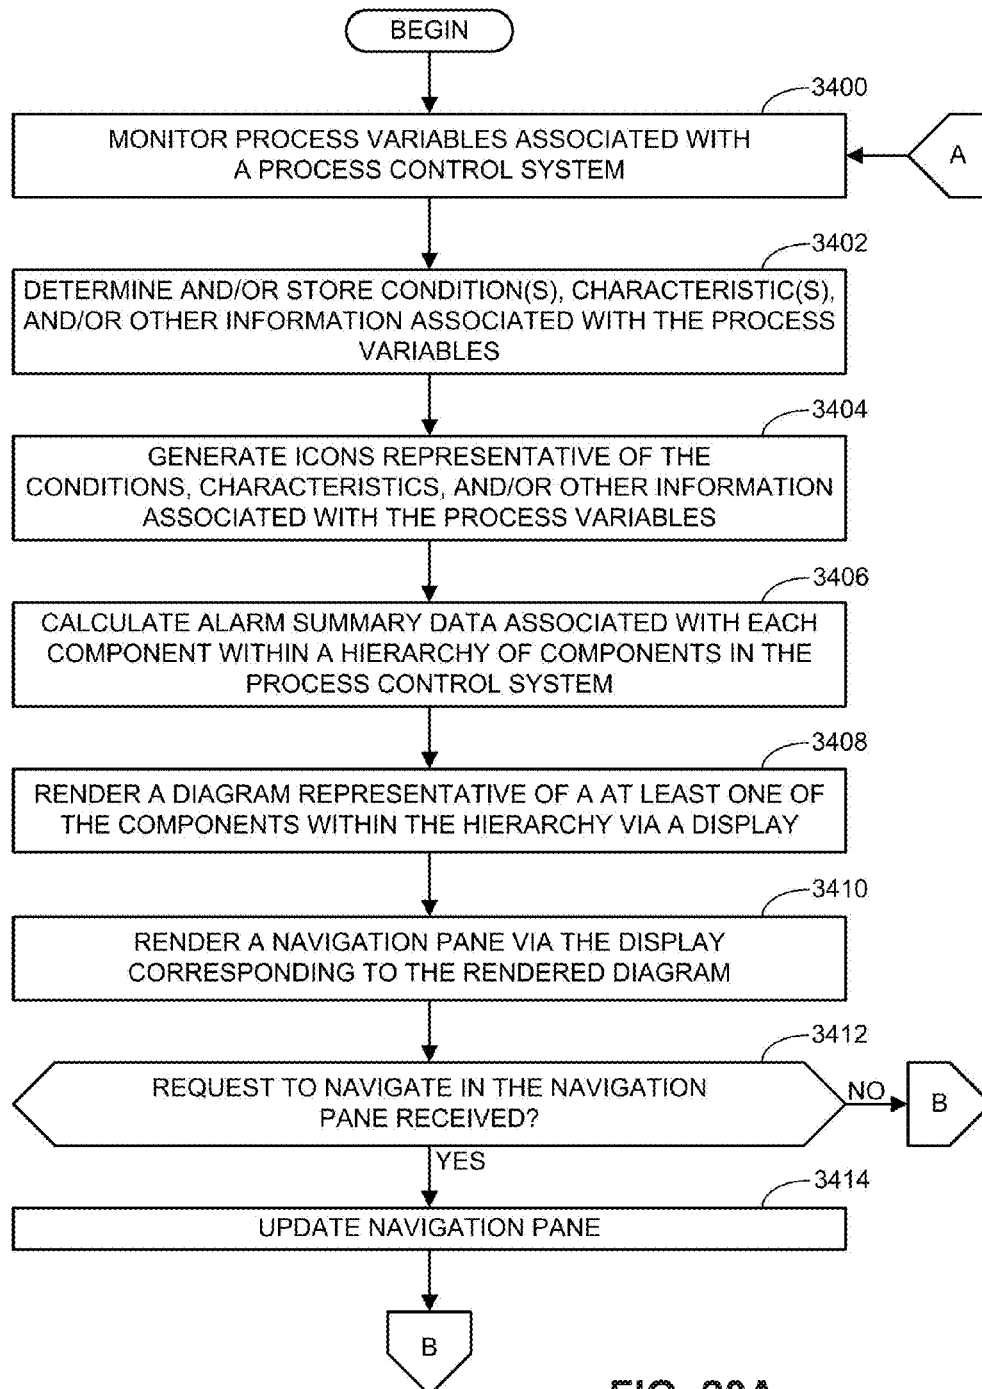 BEGIN
3400
MONITOR PROCESS VARIABLES ASSOCIATED WITH
A PROCESS CONTROL SYSTEM
A
3402
DETERMINE AND/OR STORE CONDITION(S), CHARACTERISTIC(S),
AND/OR OTHER INFORMATION ASSOCIATED WITH THE PROCESS
VARIABLES
3404
GENERATE ICONS REPRESENTATIVE OF THE
CONDITIONS, CHARACTERISTICS, AND/OR OTHER INFORMATION
ASSOCIATED WITH THE PROCESS VARIABLES
3406
CALCULATE ALARM SUMMARY DATA ASSOCIATED WITH EACH
COMPONENT WITHIN A HIERARCHY OF COMPONENTS IN THE
PROCESS CONTROL SYSTEM
3408
RENDER A DIAGRAM REPRESENTATIVE OF A AT LEAST ONE OF
THE COMPONENTS WITHIN THE HIERARCHY VIA A DISPLAY
3410
RENDER A NAVIGATION PANE VIA THE DISPLAY
CORRESPONDING TO THE RENDERED DIAGRAM
3412
REQUEST TO NAVIGATE IN THE NAVIGATION
PANE RECEIVED?
NO
B
YES
3414
UPDATE NAVIGATION PANE
B
FIG.